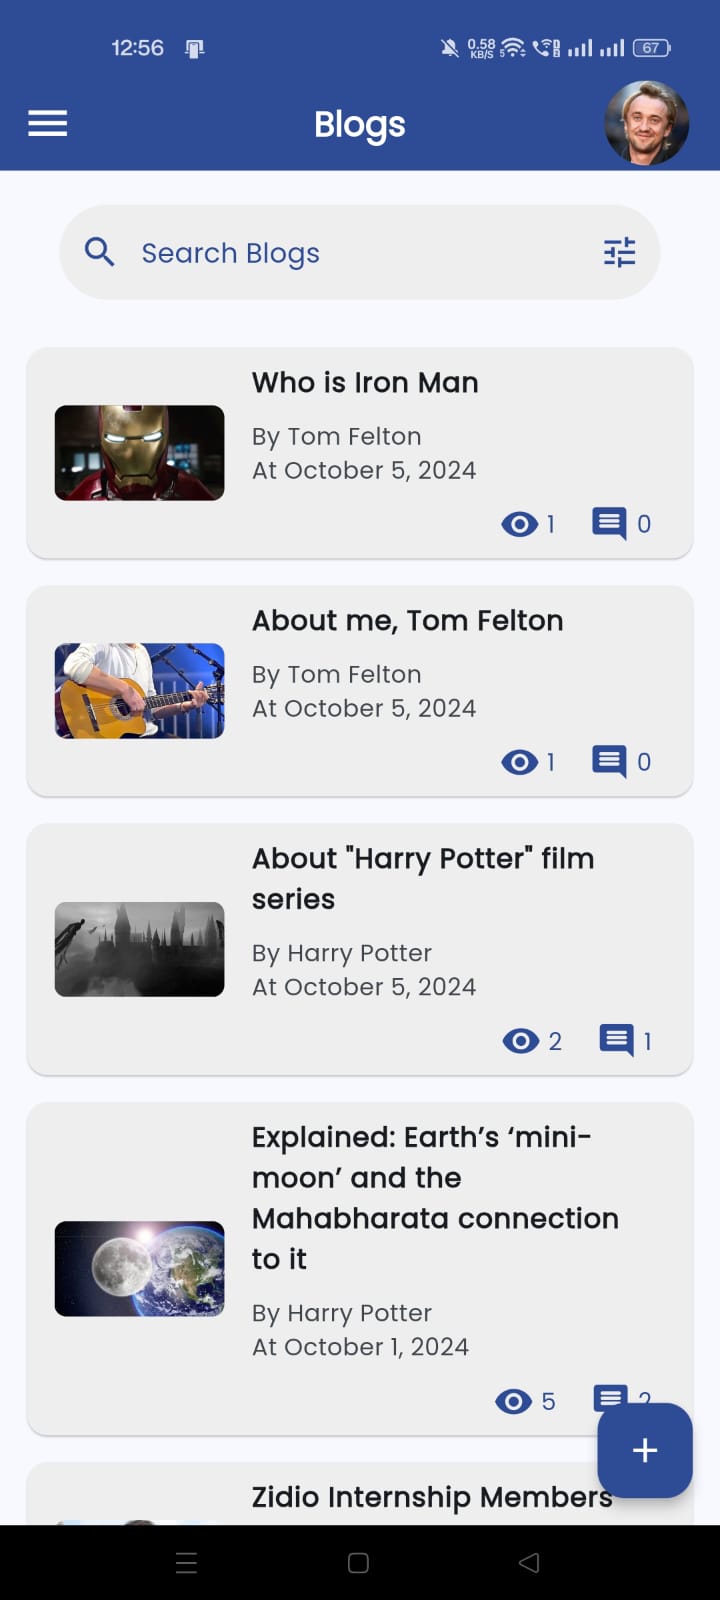 12:56
0.58
KB/S
5
67
Blogs
Search Blogs
Who is Iron Man
By Tom Felton
At October 5, 2024
1 0
About me, Tom Felton
By Tom Felton
At October 5, 2024
1 0
About "Harry Potter" film
series
By Harry Potter
At October 5, 2024
2 1
Explained: Earth’s ‘mini-
moon’ and the
Mahabharata connection
to it
By Harry Potter
At October 1, 2024
5 2
Zidio Internship Members